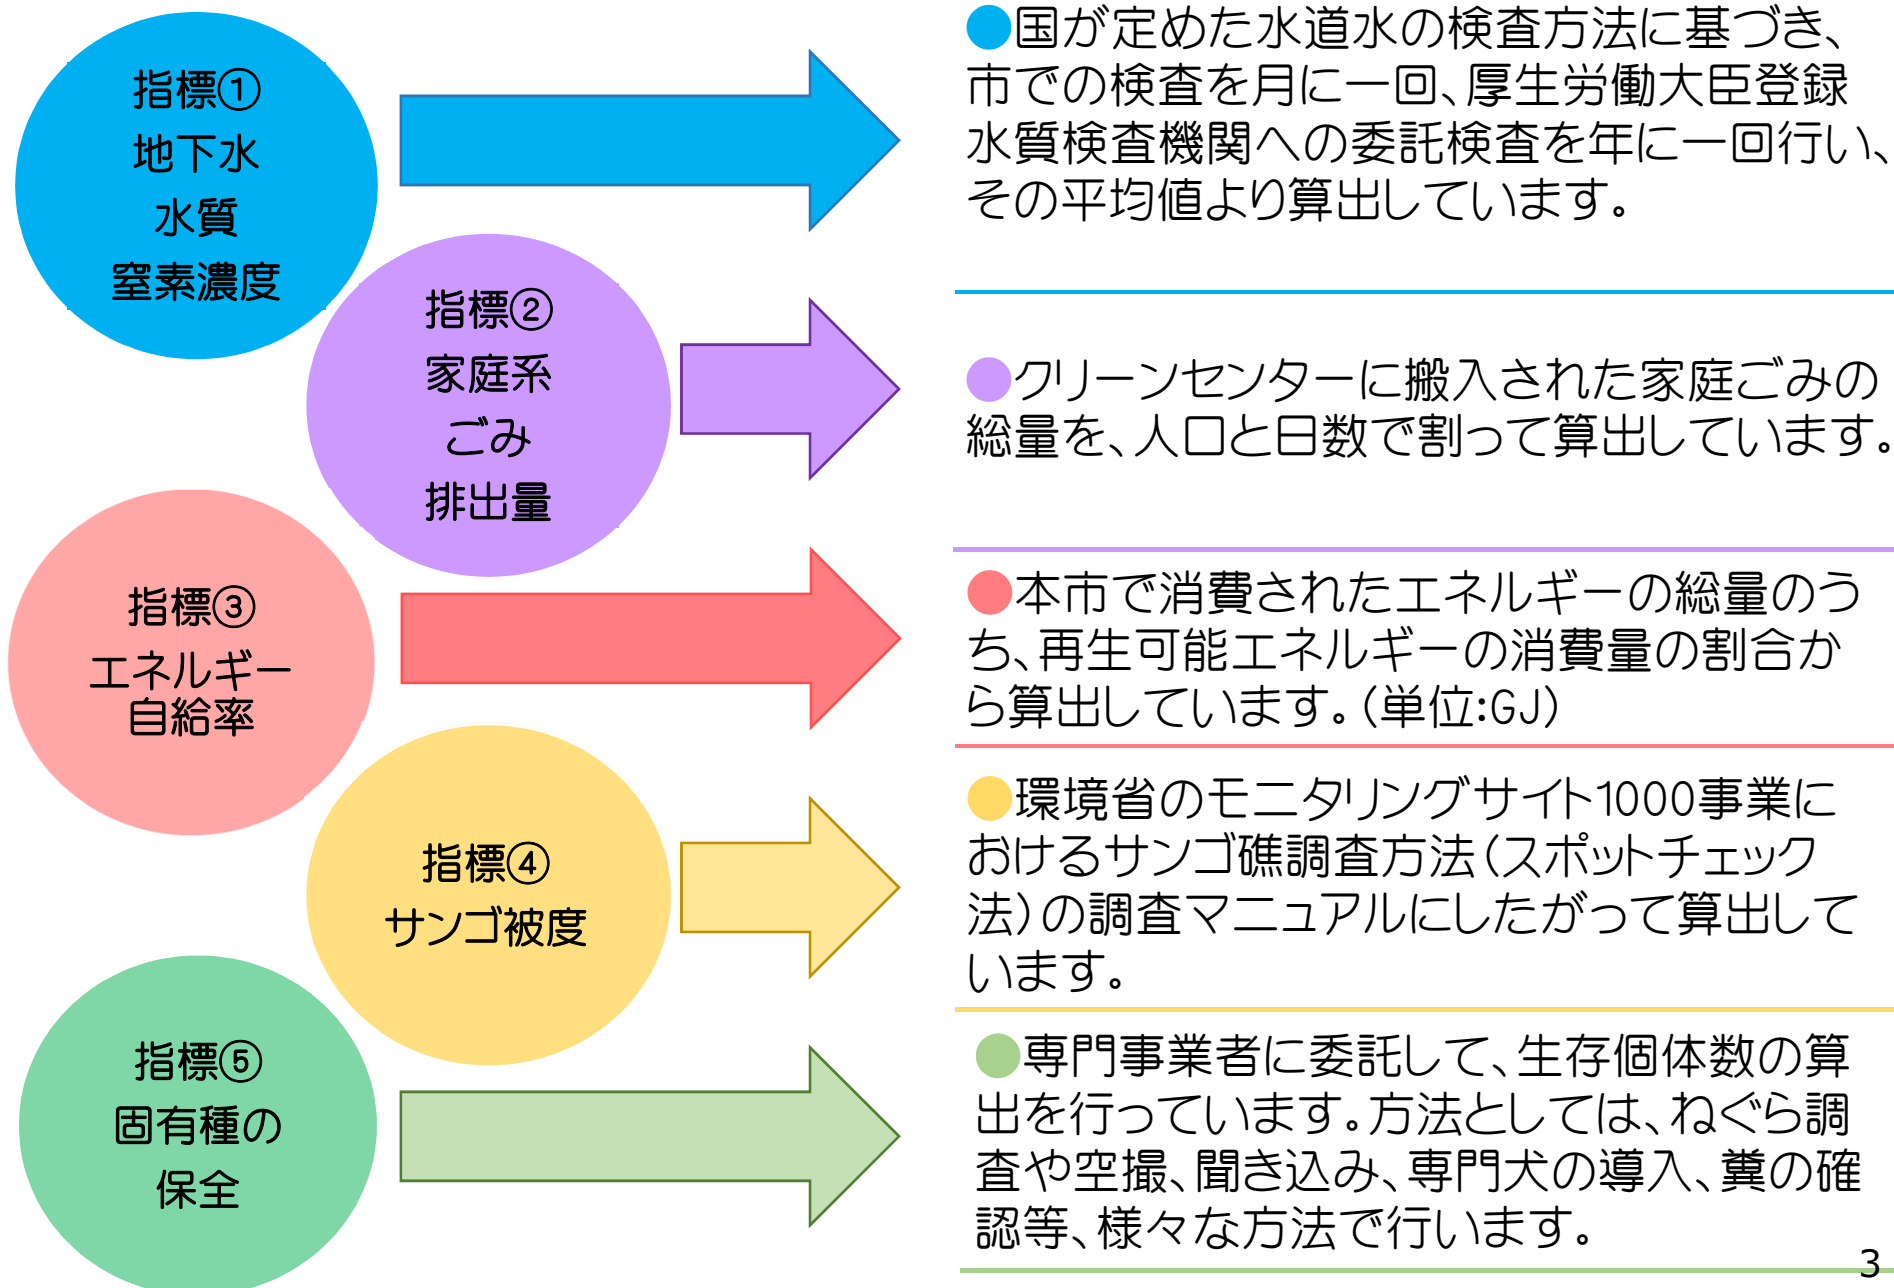 指標①
地下水
水質
窒素濃度
●国が定めた水道水の検査方法に基づき、
市での検査を月に一回、厚生労働大臣登録
水質検査機関への委託検査を年に一回行い、
その平均値より算出しています。
指標②
家庭系
ごみ
排出量
●クリーンセンターに搬入された家庭ごみの
総量を、人口と日数で割って算出しています。
指標③
エネルギー
自給率
●本市で消費されたエネルギーの総量のう
ち、再生可能エネルギーの消費量の割合か
ら算出しています。(単位:GJ)
指標④
サンゴ被度
●環境省のモニタリングサイト1000事業に
おけるサンゴ礁調査方法(スポットチェック
法)の調査マニュアルにしたがって算出して
います。
指標⑤
固有種の
保全
●専門事業者に委託して、生存個体数の算
出を行っています。方法としては、ねぐら調
査や空撮、聞き込み、専門犬の導入、糞の確
認等、様々な方法で行います。
3